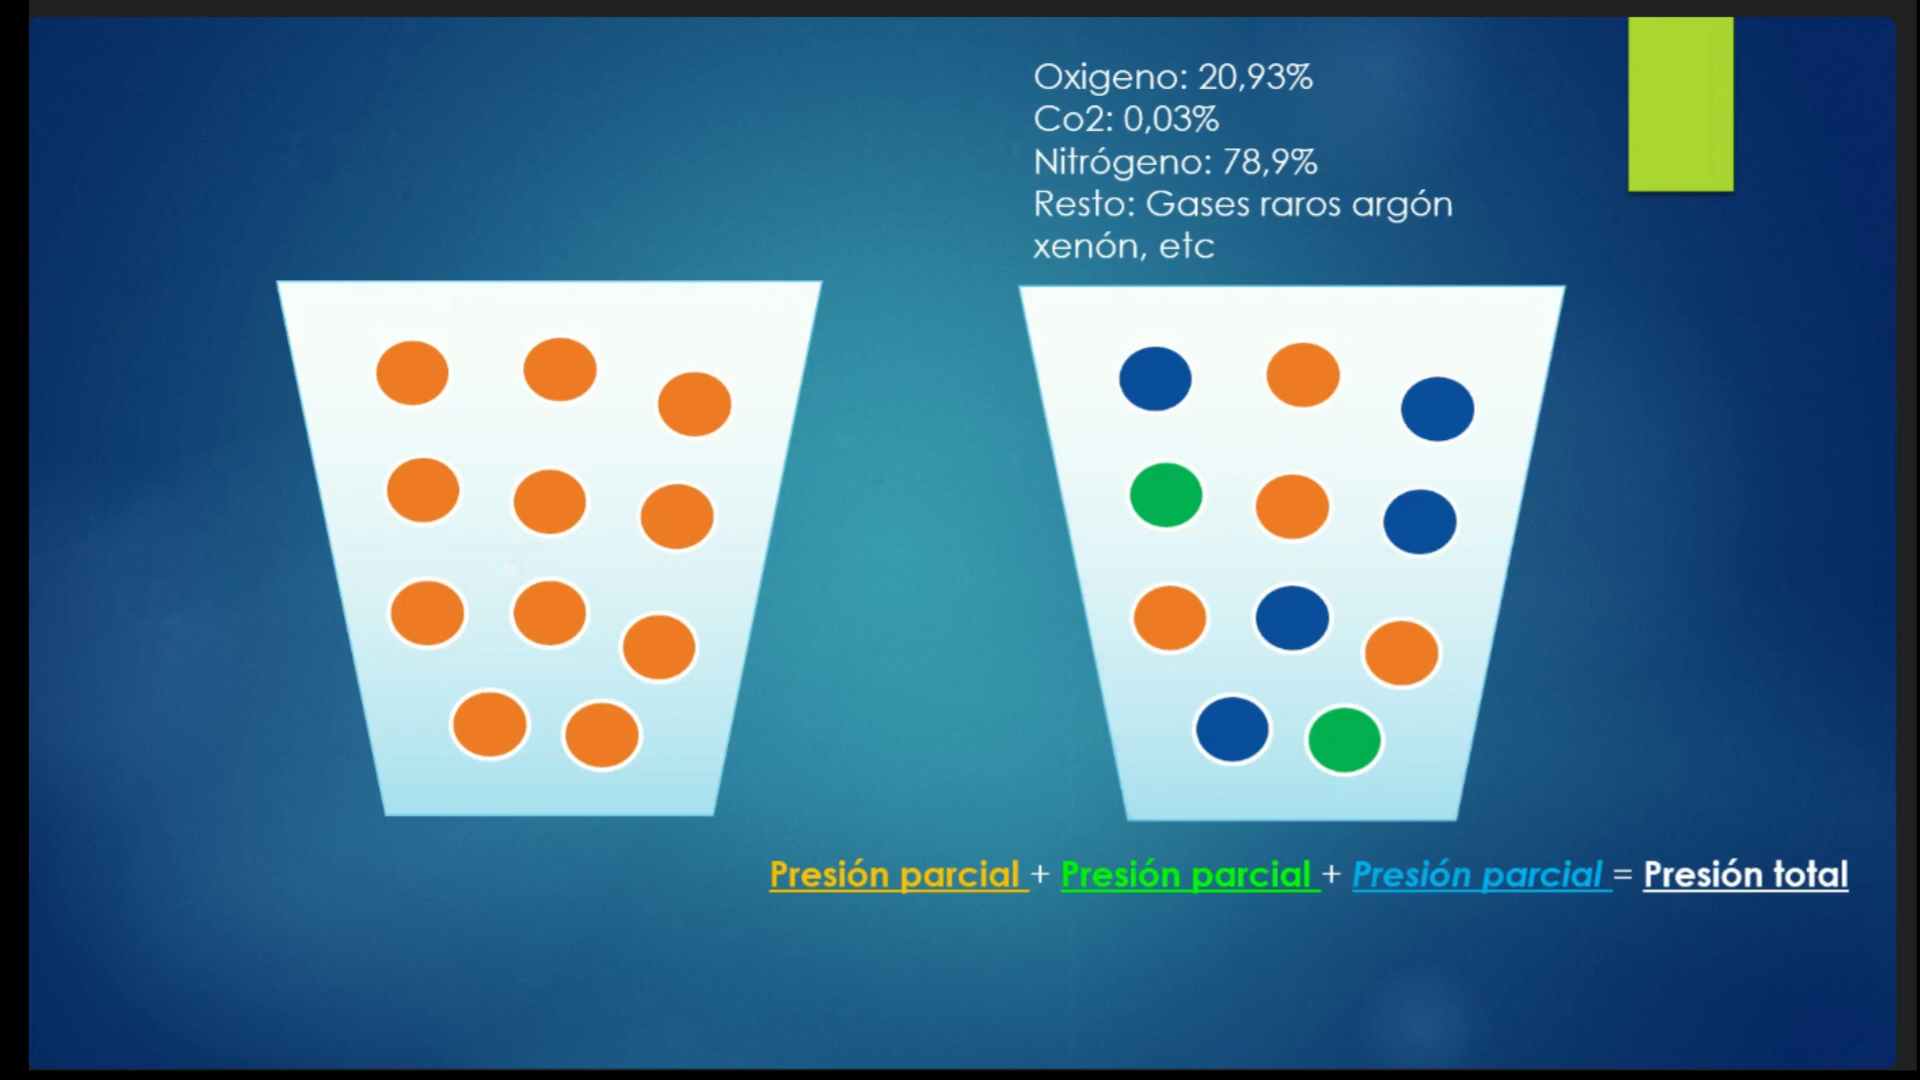 Oxigeno: 20,93%
Co2: 0,03%
Nitrógeno: 78,9%
Resto: Gases raros argón
xenón, etc
Presión parcial + Presión parcial + Presión parcial = Presión total